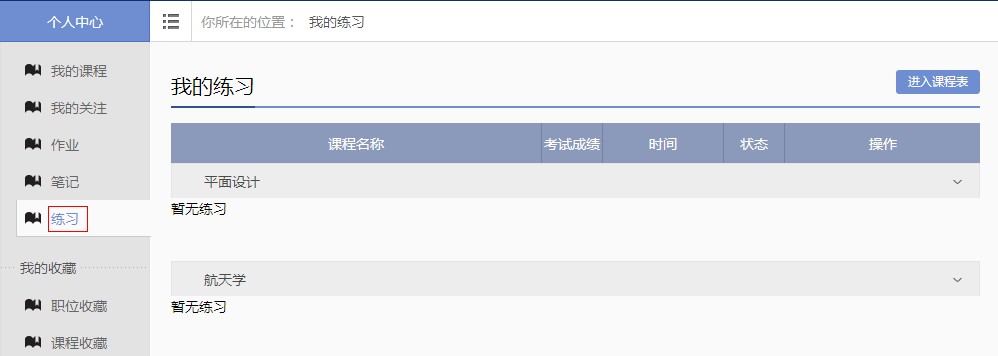 个人中心
你所在的位置： 我的练习
我的课程
我的关注
作业
笔记
练习
我的收藏
职位收藏
课程收藏
我的练习
进入课程表
课程名称 考试成绩 时间 状态 操作
平面设计
暂无练习
航天学
暂无练习